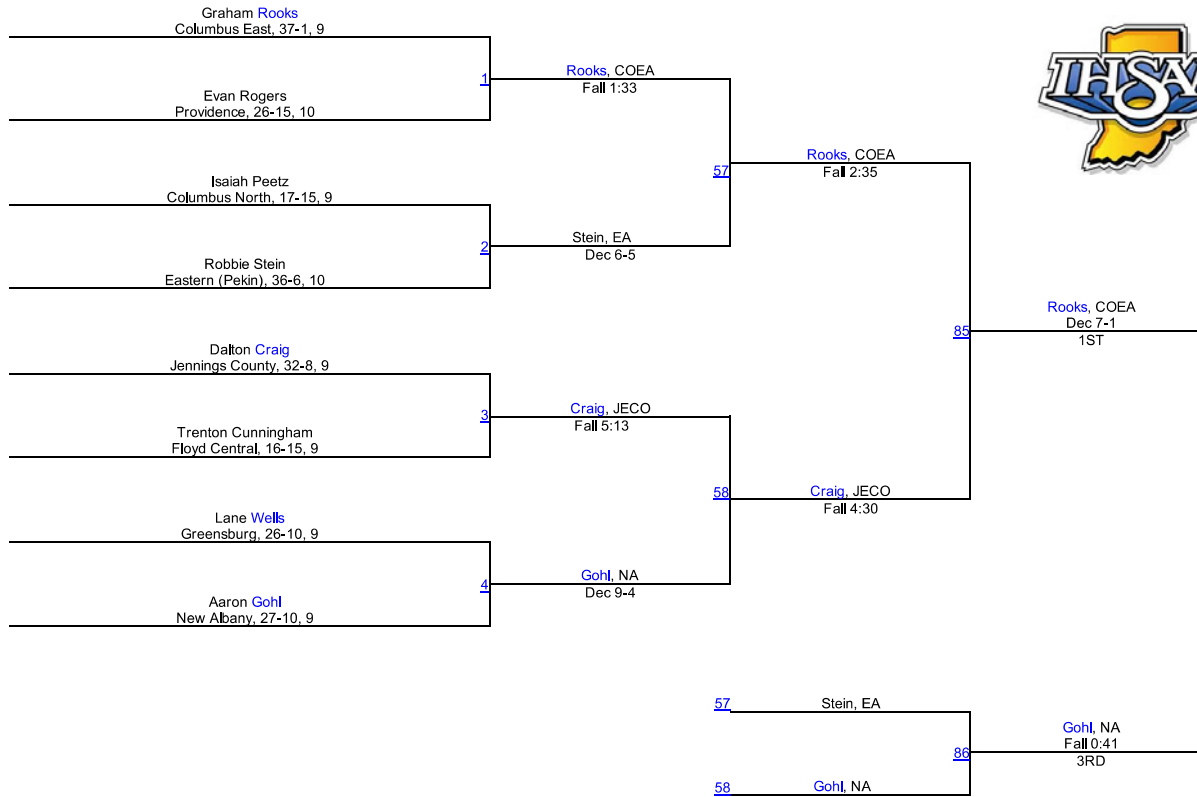 Graham Rooks
Columbus East, 37-1, 9
1
Evan Rogers
Providence, 26-15, 10
Rooks, COEA
Fall 1:33
IHSAA
57
Rooks, COEA
Fall 2:35
Isaiah Peetz
Columbus North, 17-15, 9
2
Stein, EA
Dec 6-5
Robbie Stein
Eastern (Pekin), 36-6, 10
85
Rooks, COEA
Dec 7-1
1ST
Dalton Craig
Jennings County, 32-8, 9
3
Craig, JECO
Fall 5:13
Trenton Cunningham
Floyd Central, 16-15, 9
58
Craig, JECO
Fall 4:30
Lane Wells
Greensburg, 26-10, 9
4
Gohl, NA
Dec 9-4
Aaron Gohl
New Albany, 27-10, 9
57
Stein, EA
86
Gohl, NA
Fall 0:41
3RD
58
Gohl, NA